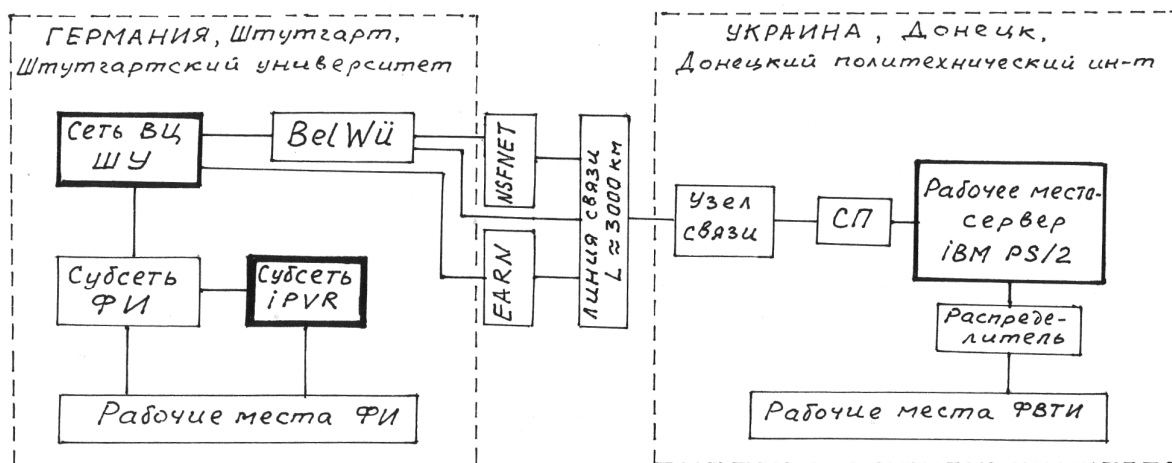 ГЕРМАНИЯ, Штутгарт,
Штутгартский университет
Сеть ВЦ
ШУ
BelWü
Субсеть
ФИ
Субсеть
iPVR
Рабочие места ФИ
NSFNET
EARN
ЛИНИЯ СВЯЗИ
L ≈ 3000 км
УКРАИНА, Донецк,
Донецкий политехнический ин-т
Узел
связи
СП
Рабочее место-
сервер
iBM PS/2
Распреде-
литель
Рабочие места ФВТИ